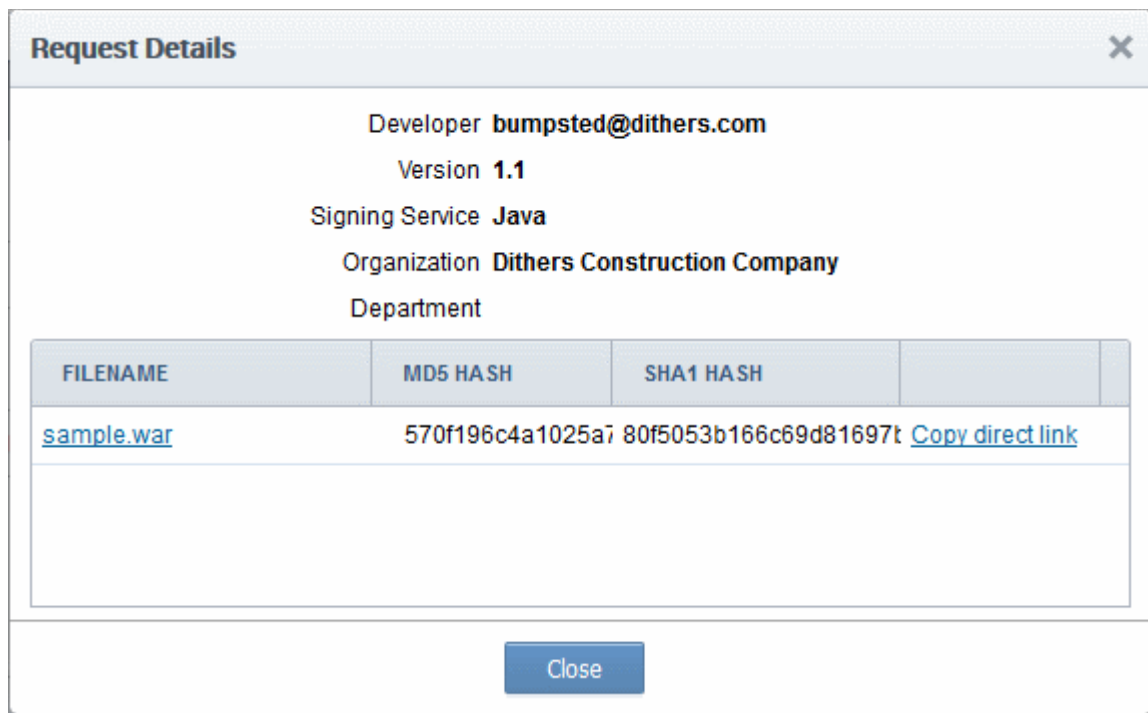 Request Details
Developer bumpsted@dithers.com
Version 1.1
Signing Service Java
Organization Dithers Construction Company
Department
FILENAME MD5 HASH SHA1 HASH
sample.war 570f196c4a1025a7 80f5053b166c69d81697b Copy direct link
Close